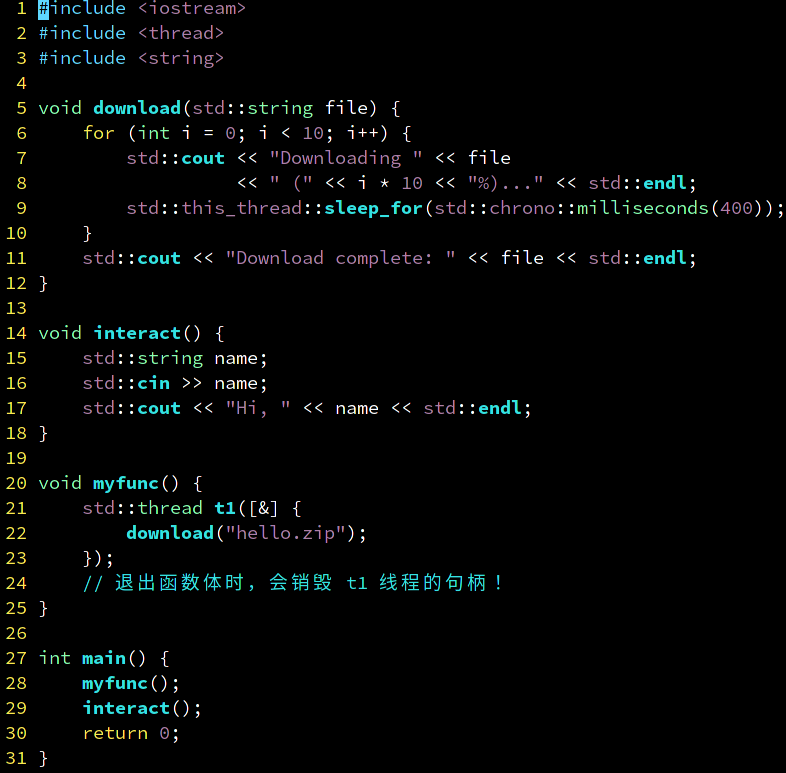 1 #include <iostream>
2 #include <thread>
3 #include <string>
4
5 void download(std::string file) {
6     for (int i = 0; i < 10; i++) {
7         std::cout << "Downloading " << file
8                   << " (" << i * 10 << "%)..." << std::endl;
9         std::this_thread::sleep_for(std::chrono::milliseconds(400));
10     }
11     std::cout << "Download complete: " << file << std::endl;
12 }
13
14 void interact() {
15     std::string name;
16     std::cin >> name;
17     std::cout << "Hi, " << name << std::endl;
18 }
19
20 void myfunc() {
21     std::thread t1([&] {
22         download("hello.zip");
23     });
24     // 退出函数体时，会销毁 t1 线程的句柄！
25 }
26
27 int main() {
28     myfunc();
29     interact();
30     return 0;
31 }